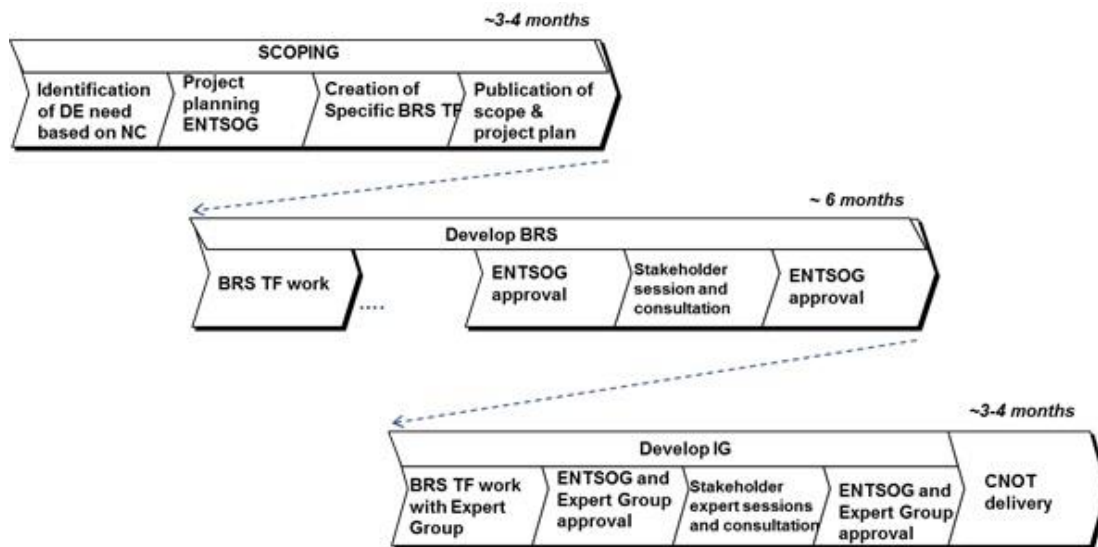 ~3-4 months
SCOPING
Identification
of DE need
based on NC
Project
planning
ENTSOG
Creation of
Specific BRS TF
Publication of
scope &
project plan
~ 6 months
Develop BRS
BRS TF work
....
ENTSOG
approval
Stakeholder
session and
consultation
ENTSOG
approval
~3-4 months
Develop IG
BRS TF work
with Expert
Group
ENTSOG and
Expert Group
approval
Stakeholder
expert sessions
and consultation
ENTSOG and
Expert Group
approval
CNOT
delivery